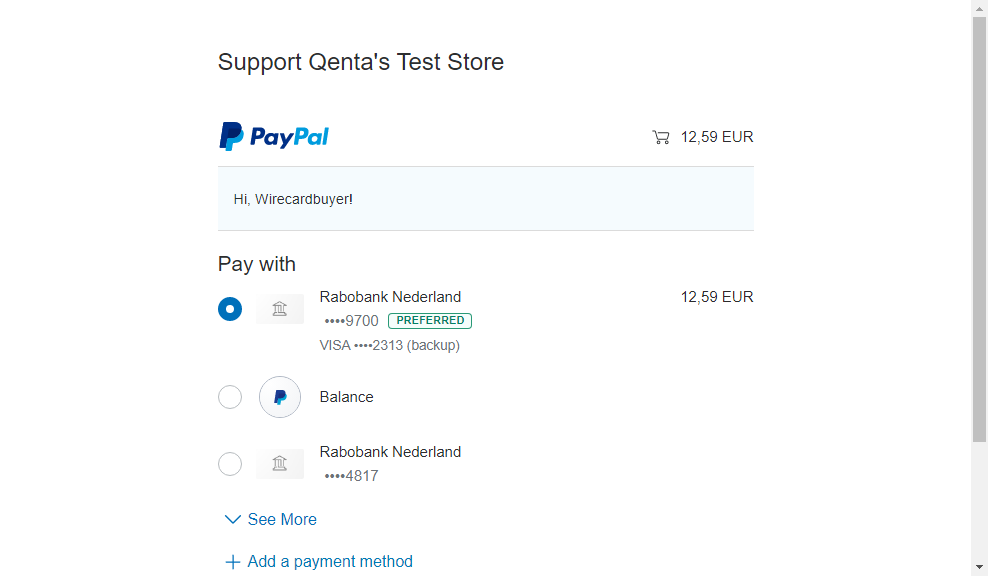 Support Qenta's Test Store
PayPal
12,59 EUR
Hi, Wirecardbuyer!
Pay with
Rabobank Nederland
12,59 EUR
••••9700 PREFERRED
VISA ••••2313 (backup)
Balance
Rabobank Nederland
••••4817
See More
Add a payment method